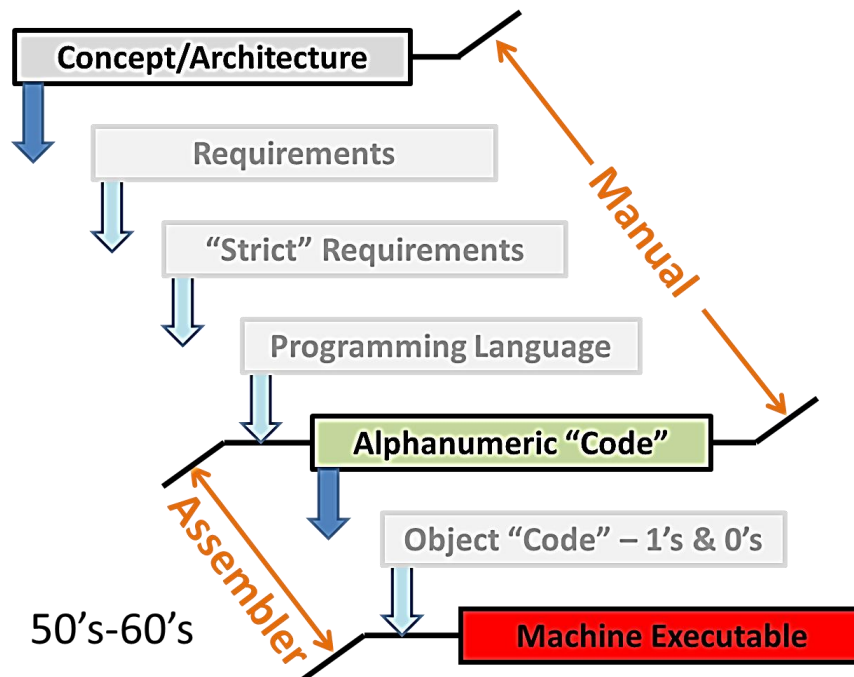 Concept/Architecture
Requirements
“Strict” Requirements
Manual
Programming Language
Alphanumeric “Code”
Assembler
Object “Code” – 1’s & 0’s
50’s-60’s
Machine Executable